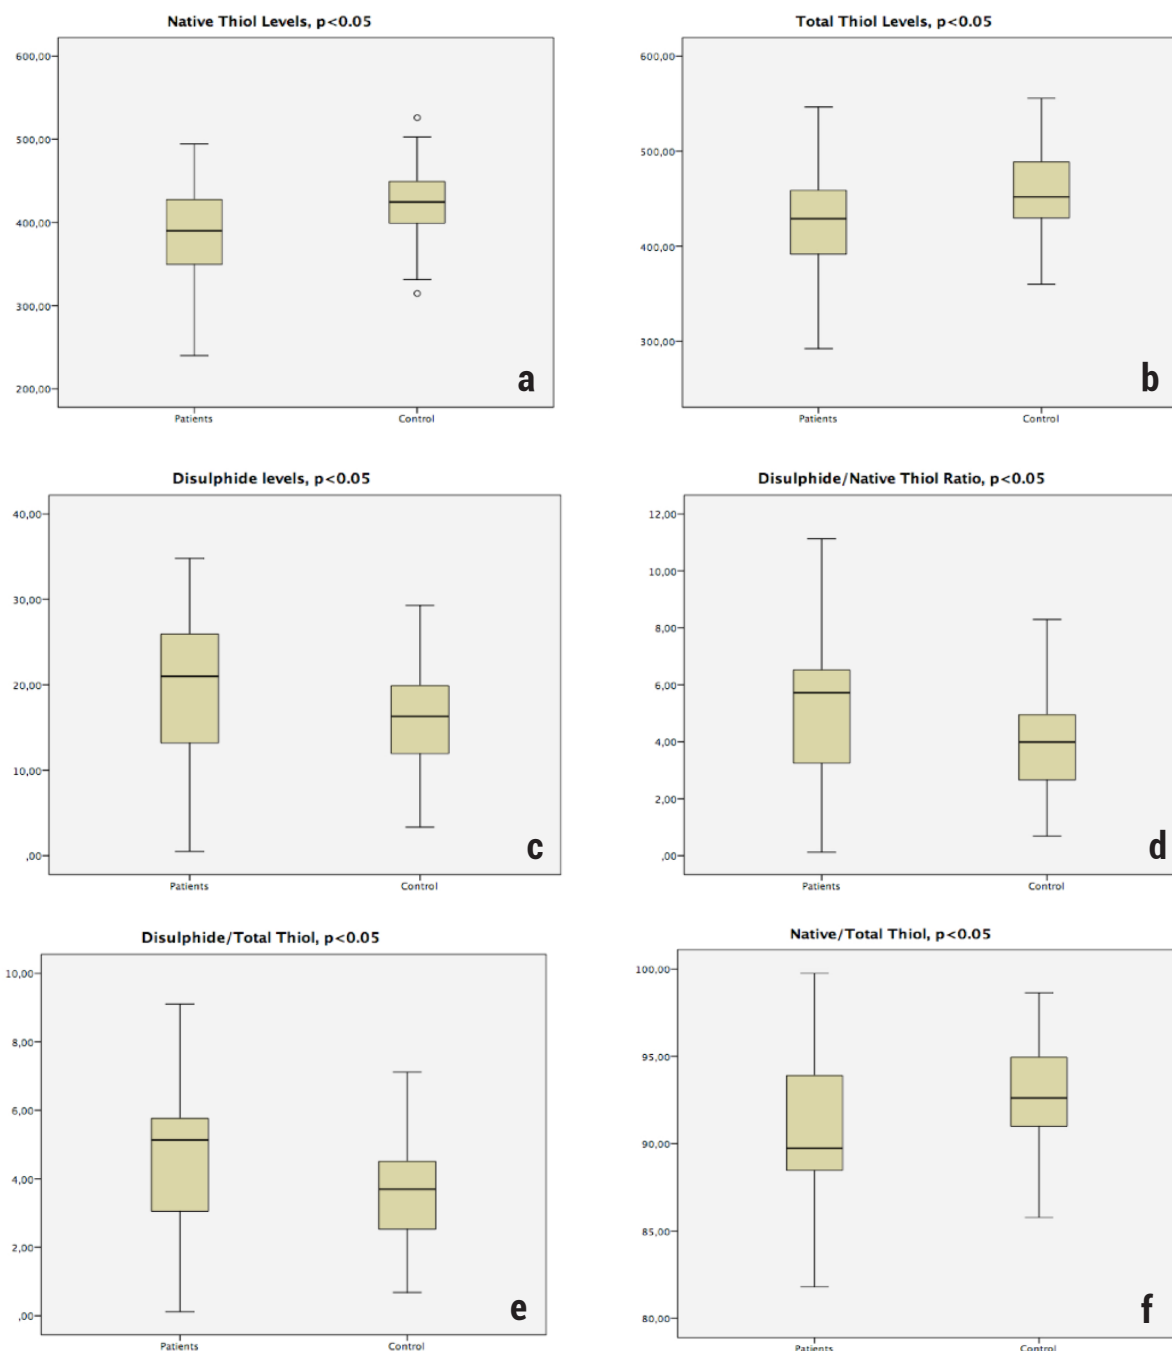 Native Thiol Levels, p<0.05
600,00
500,00
400,00
300,00
200,00
Patients
Control
a
Total Thiol Levels, p<0.05
600,00
500,00
400,00
300,00
Patients
Control
b
Disulphide levels, p<0.05
40,00
30,00
20,00
10,00
,00
Patients
Control
c
Disulphide/Native Thiol Ratio, p<0.05
12,00
10,00
8,00
6,00
4,00
2,00
,00
Patients
Control
d
Disulphide/Total Thiol, p<0.05
10,00
8,00
6,00
4,00
2,00
,00
Patients
Control
e
Native/Total Thiol, p<0.05
100,00
95,00
90,00
85,00
80,00
Patients
Control
f